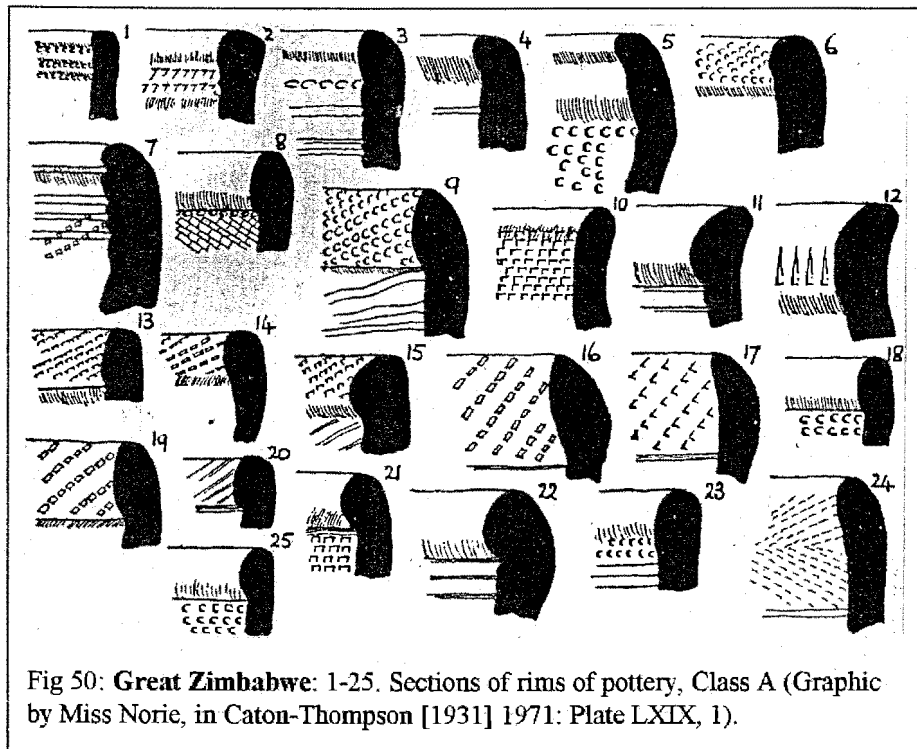 1 2 3 4 5 6
7 8 9 10 11 12
13 14 15 16 17 18
19 20 21 22 23 24
25
Fig 50: Great Zimbabwe: 1-25. Sections of rims of pottery, Class A (Graphic
by Miss Norie, in Caton-Thompson [1931] 1971: Plate LXIX, 1).